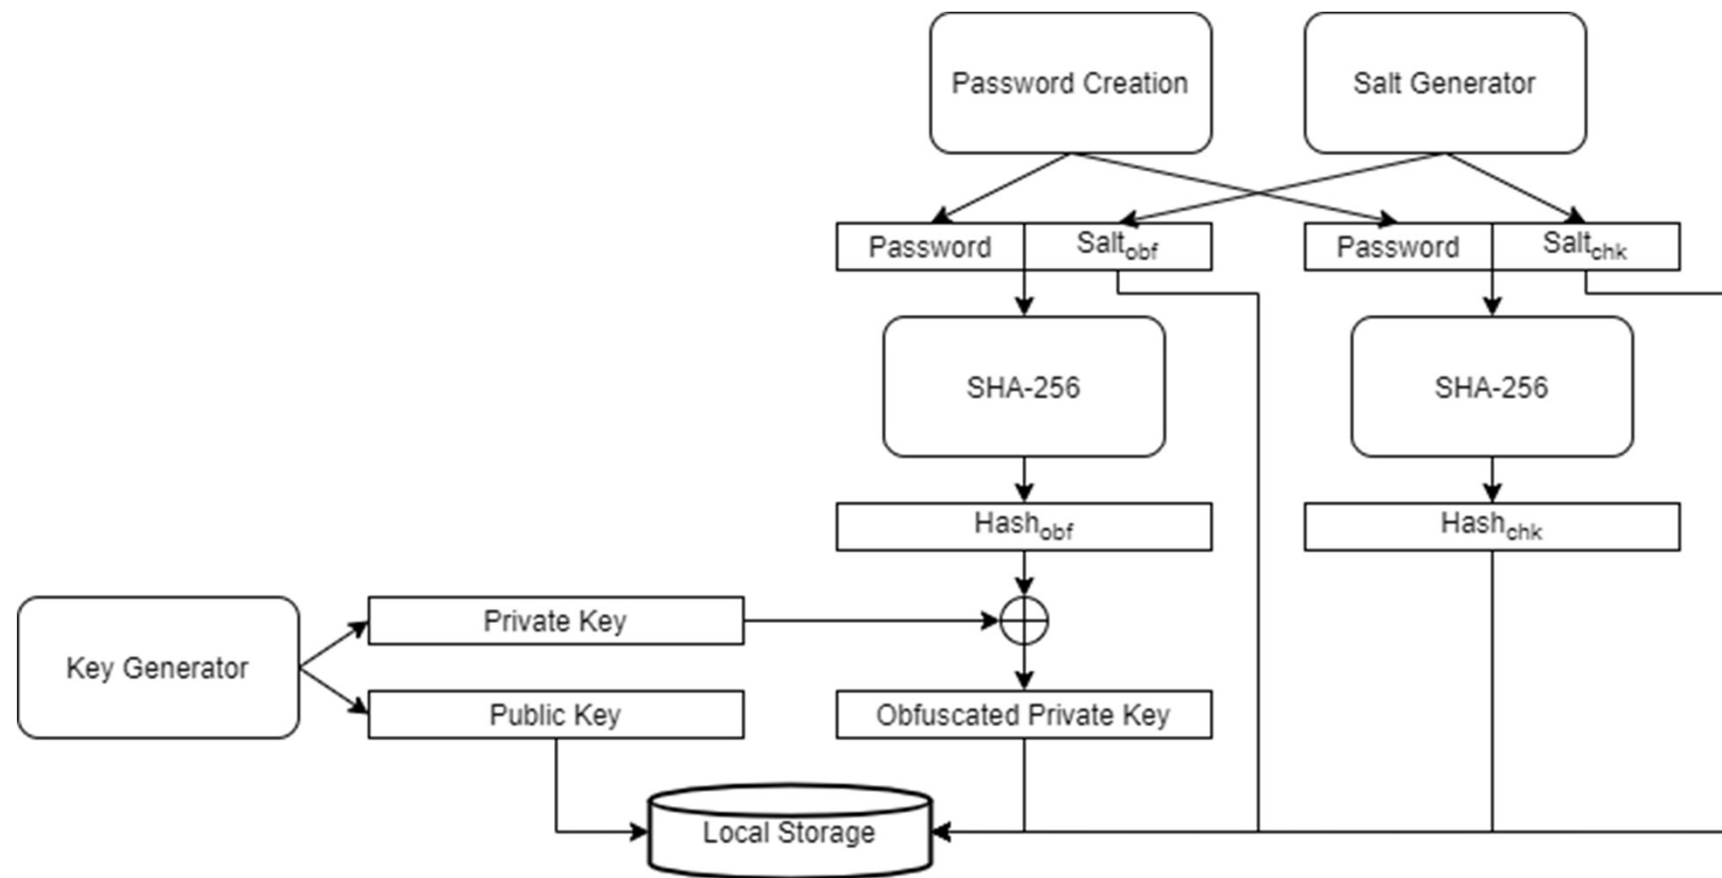 Password Creation
Salt Generator
Password
Saltobf
Password
Saltchk
SHA-256
SHA-256
Hashobf
Hashchk
Private Key
Key Generator
Public Key
Obfuscated Private Key
Local Storage